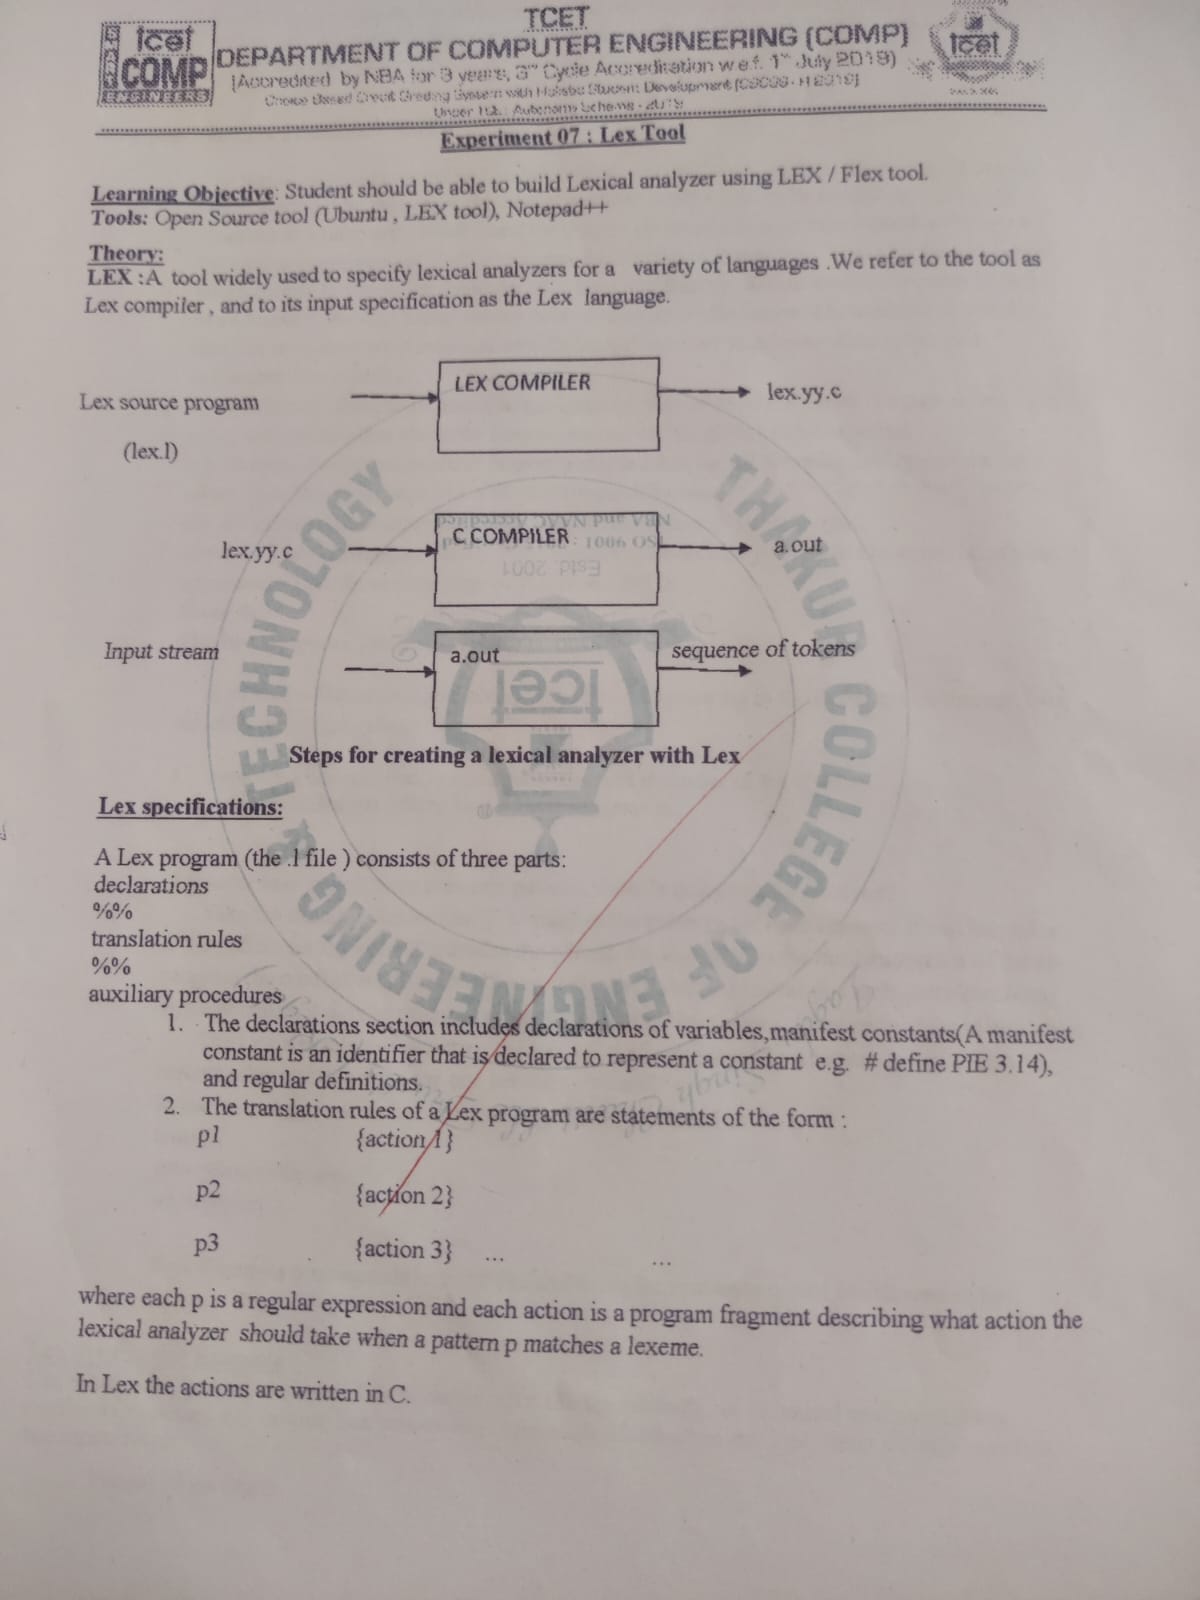 TCET
DEPARTMENT OF COMPUTER ENGINEERING (COMP)
(Accredited by NBA for 3 years, 3rd Cycle Accreditation w.e.f. 1st July 2019)
Choice Based Credit Grading System with Holistic Student Development
Under TCET Autonomy Scheme - 2019
tcet
COMP
ENGINEERS
tcet
Experiment 07 : Lex Tool
Learning Objective: Student should be able to build Lexical analyzer using LEX / Flex tool.
Tools: Open Source tool (Ubuntu , LEX tool), Notepad++
Theory:
LEX :A tool widely used to specify lexical analyzers for a variety of languages .We refer to the tool as
Lex compiler , and to its input specification as the Lex language.
Lex source program
LEX COMPILER
lex.yy.c
(lex.l)
lex.yy.c
C COMPILER
a.out
Input stream
a.out
sequence of tokens
Steps for creating a lexical analyzer with Lex
Lex specifications:
A Lex program (the .l file ) consists of three parts:
declarations
%%
translation rules
%%
auxiliary procedures
1. The declarations section includes declarations of variables,manifest constants(A manifest
constant is an identifier that is declared to represent a constant e.g. # define PIE 3.14),
and regular definitions.
2. The translation rules of a Lex program are statements of the form :
p1 {action 1}
p2 {action 2}
p3 {action 3} ... ...
where each p is a regular expression and each action is a program fragment describing what action the
lexical analyzer should take when a pattern p matches a lexeme.
In Lex the actions are written in C.
THAKUR COLLEGE OF ENGINEERING & TECHNOLOGY
tcet
Estd. 2001